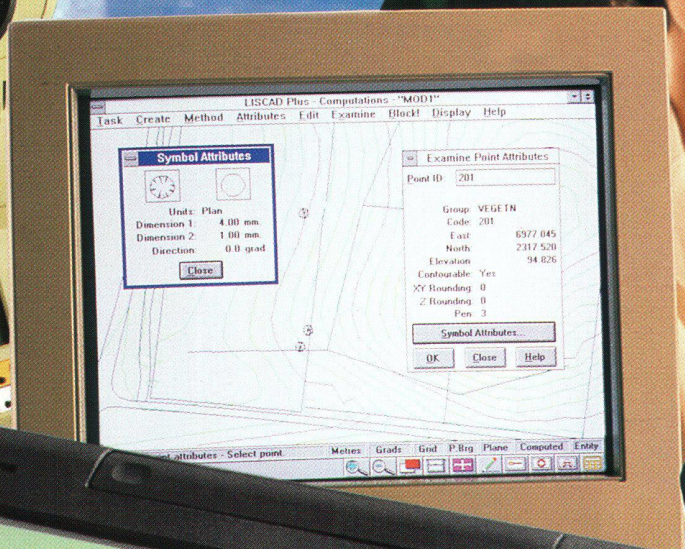 LISCAD Plus - Computations - "MOD1"
Task Create Method Attributes Edit Examine Block! Display Help
Symbol Attributes
Units: Plan
Dimension 1: 4.00 mm.
Dimension 2: 1.00 mm.
Direction: 0.0 grad
Close
Examine Point Attributes
Point ID: 201
Group: VEGETN
Code: 201
East: 6977.045
North: 2317.520
Elevation 94.826
Contourable: Yes
XY Rounding: 0
Z Rounding: 0
Pen: 3
Symbol Attributes...
OK Close Help
attributes - Select point. Metres Grads Grid P.Brg Plane Computed Entity